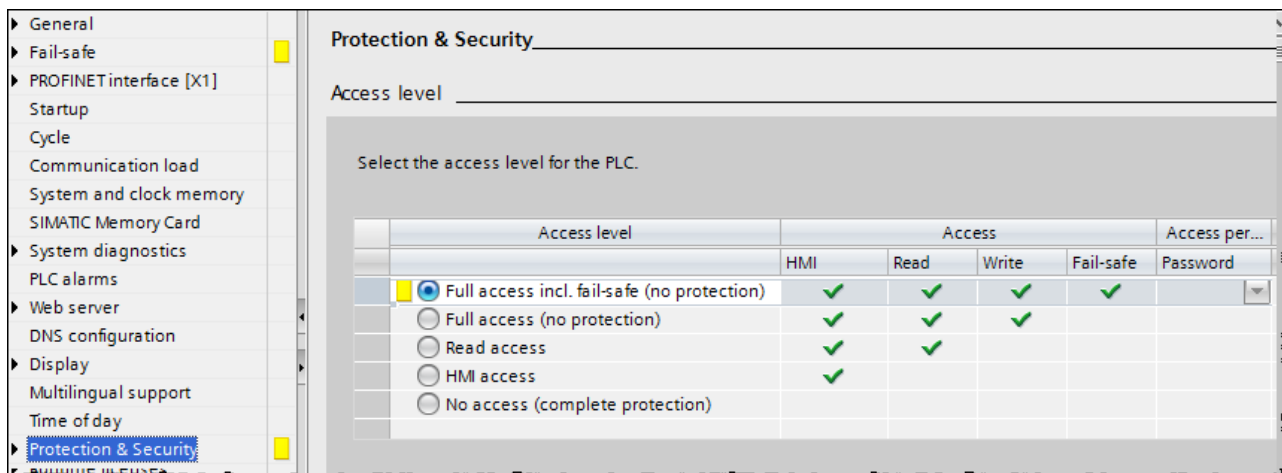 General
Fail-safe
PROFINET interface [X1]
Startup
Cycle
Communication load
System and clock memory
SIMATIC Memory Card
System diagnostics
PLC alarms
Web server
DNS configuration
Display
Multilingual support
Time of day
Protection & Security
Protection & Security
Access level
Select the access level for the PLC.
Access level Access Access per...
HMI Read Write Fail-safe Password
Full access incl. fail-safe (no protection)
Full access (no protection)
Read access
HMI access
No access (complete protection)